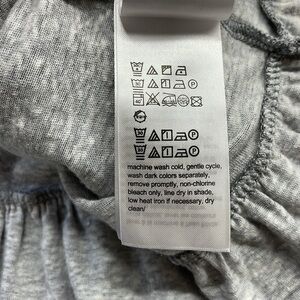 machine wash cold, gentle cycle,
wash dark colors separately,
remove promptly, non-chlorine
bleach only, line dry in shade,
low heat iron if necessary, dry
clean/